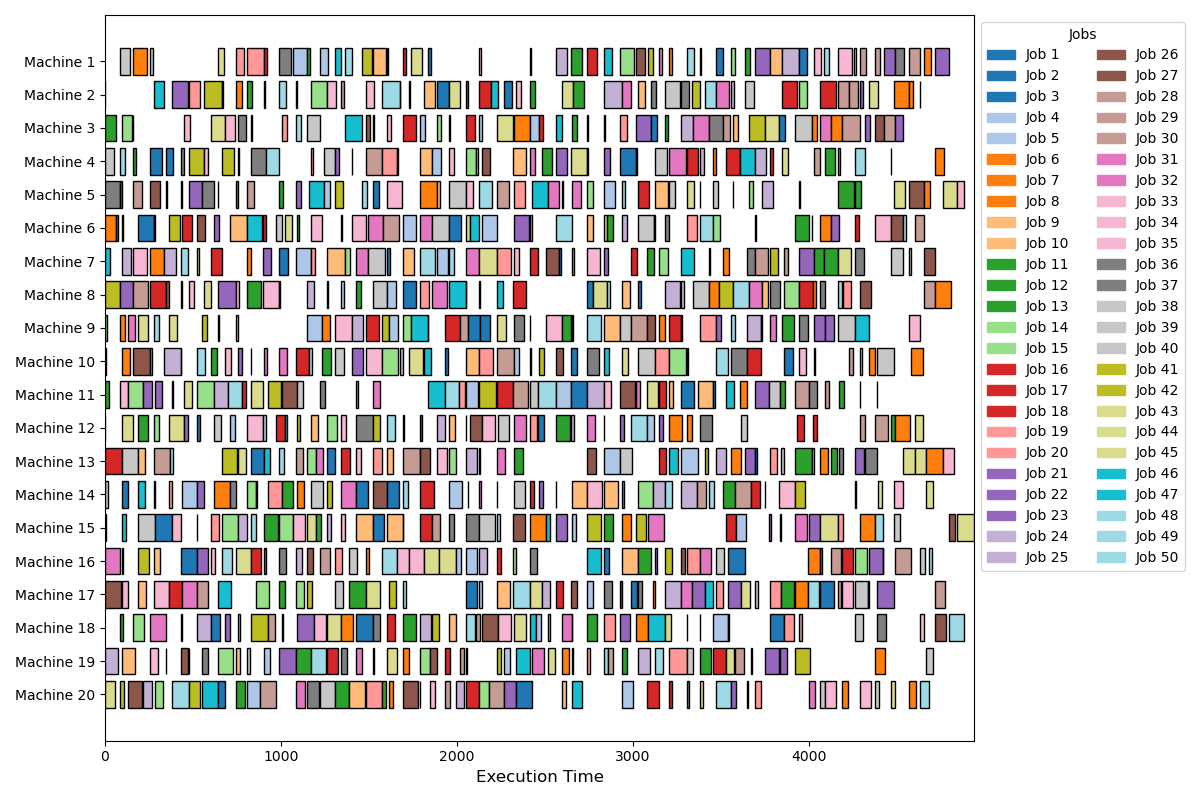 Machine 1
Machine 2
Machine 3
Machine 4
Machine 5
Machine 6
Machine 7
Machine 8
Machine 9
Machine 10
Machine 11
Machine 12
Machine 13
Machine 14
Machine 15
Machine 16
Machine 17
Machine 18
Machine 19
Machine 20
0 1000 2000 3000 4000
Execution Time
Jobs
Job 1
Job 2
Job 3
Job 4
Job 5
Job 6
Job 7
Job 8
Job 9
Job 10
Job 11
Job 12
Job 13
Job 14
Job 15
Job 16
Job 17
Job 18
Job 19
Job 20
Job 21
Job 22
Job 23
Job 24
Job 25
Job 26
Job 27
Job 28
Job 29
Job 30
Job 31
Job 32
Job 33
Job 34
Job 35
Job 36
Job 37
Job 38
Job 39
Job 40
Job 41
Job 42
Job 43
Job 44
Job 45
Job 46
Job 47
Job 48
Job 49
Job 50